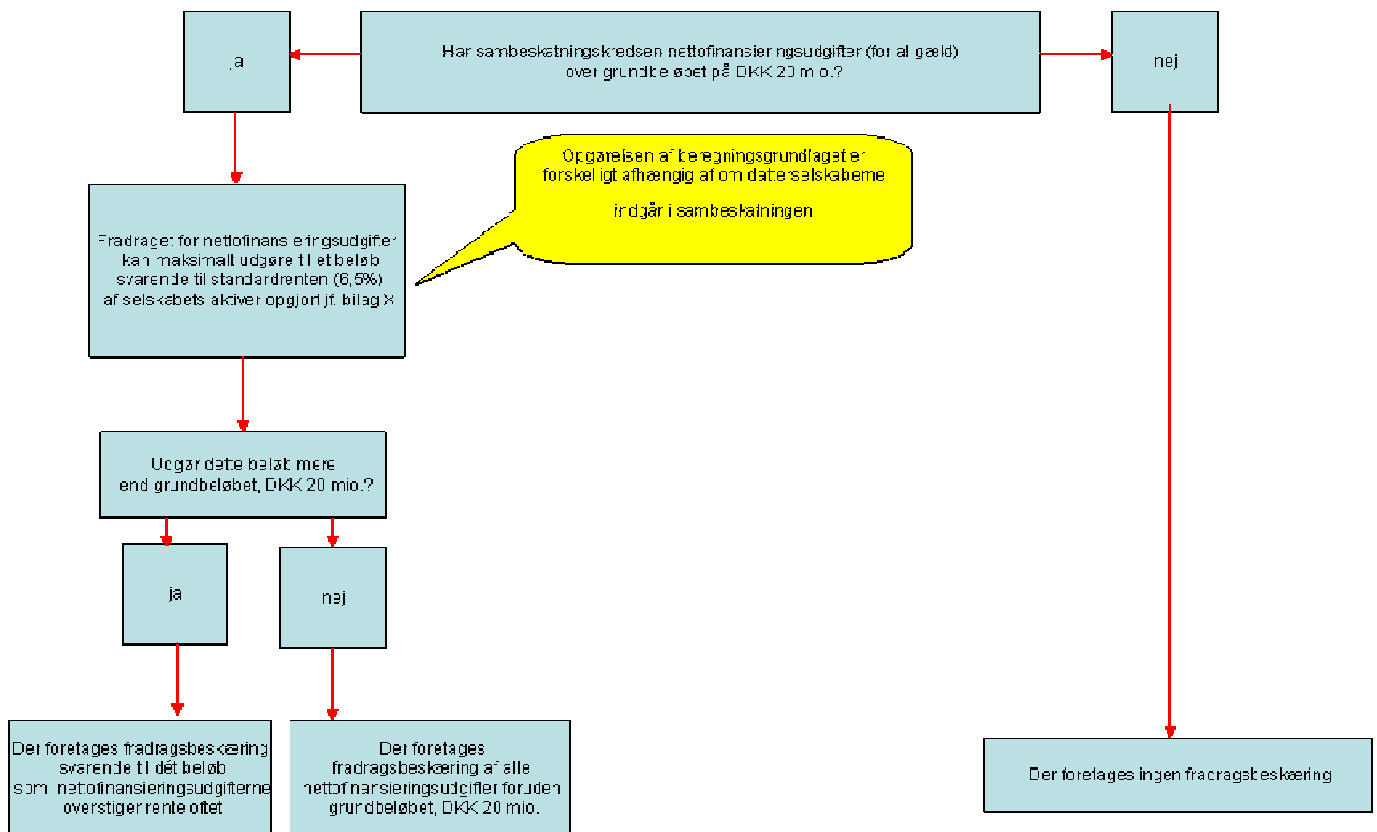 ja
Har sambeskatningskredsen nettofinansieringsudgifter (for al gæld)
over grundbeløbet på DKK 20 mio.?
nej
Opgørelsen af beregningsgrundlaget er
forskelligt afhængig af om datterselskaberne
indgår i sambeskatningen
Fradraget for nettofinansieringsudgifter
kan maksimalt udgøre til et beløb
svarende til standardrenten (6,5%)
af selskabets aktiver opgjort jf. bilag X
Udgør dette beløb mere
end grundbeløbet, DKK 20 mio.?
ja
nej
Der foretages fradragsbeskæring
svarende til dét beløb
som nettofinansieringsudgifterne
overstiger renteloftet
Der foretages
fradragsbeskæring af alle
nettofinansieringsudgifter foruden
grundbeløbet, DKK 20 mio.
Der foretages ingen fradragsbeskæring